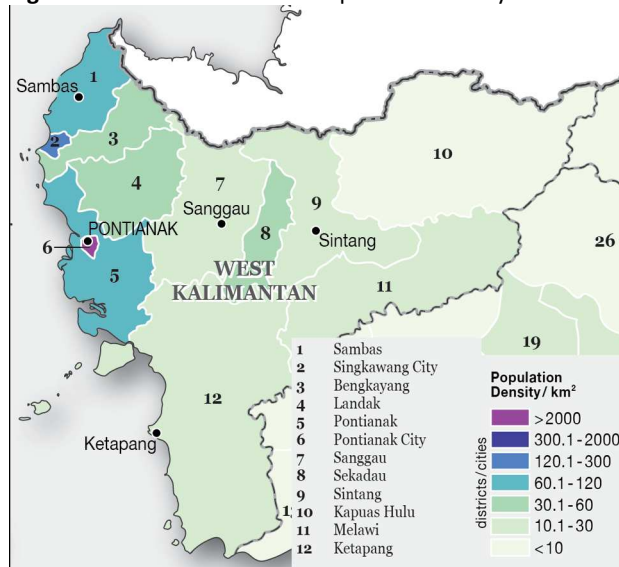 1
Sambas
2
3
4
7
10
Sanggau
9
8
PONTIANAK
6
Sintang
26
5
WEST
KALIMANTAN
11
19
12
Ketapang
1 Sambas
2 Singkawang City
3 Bengkayang
4 Landak
5 Pontianak
6 Pontianak City
7 Sanggau
8 Sekadau
9 Sintang
10 Kapuas Hulu
11 Melawi
12 Ketapang
Population
Density/ km²
districts/cities
>2000
300.1-2000
120.1-300
60.1-120
30.1-60
10.1-30
<10